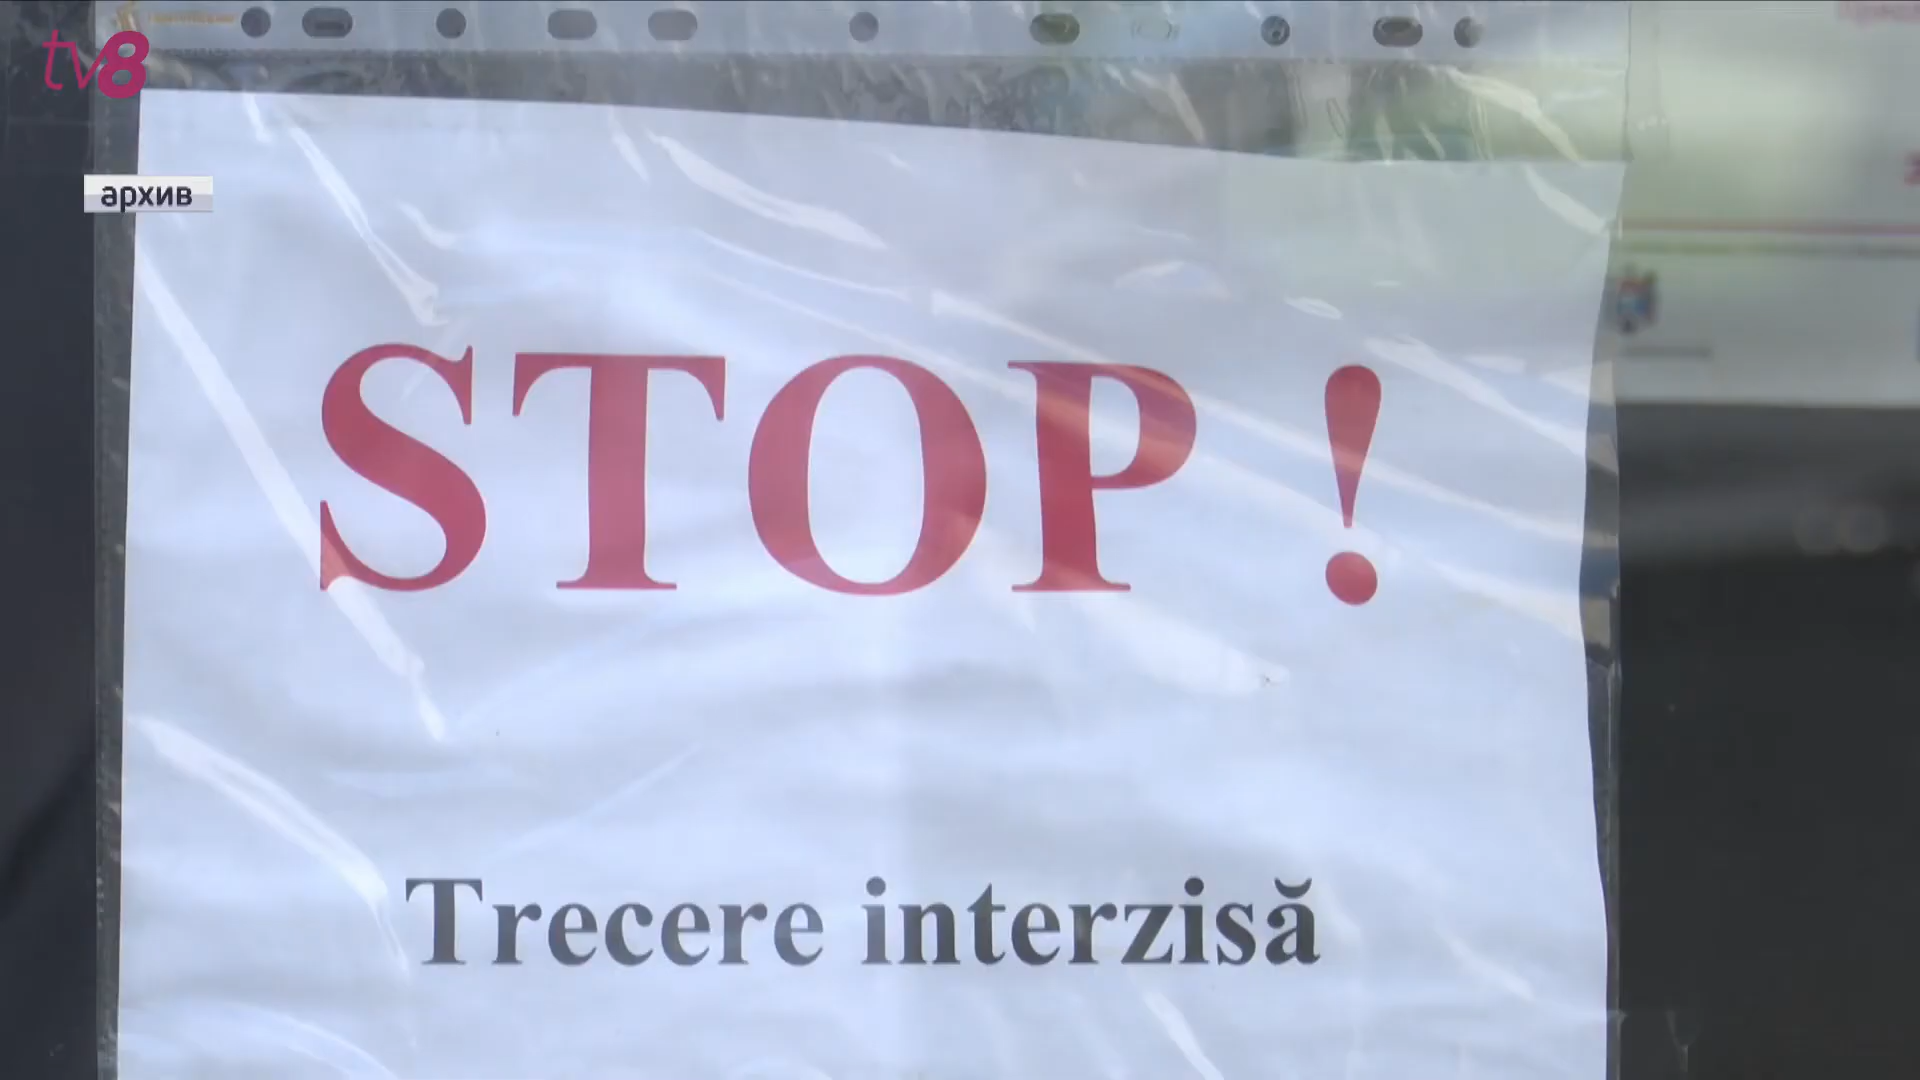 tv8
архив
STOP !
Trecere interzisă